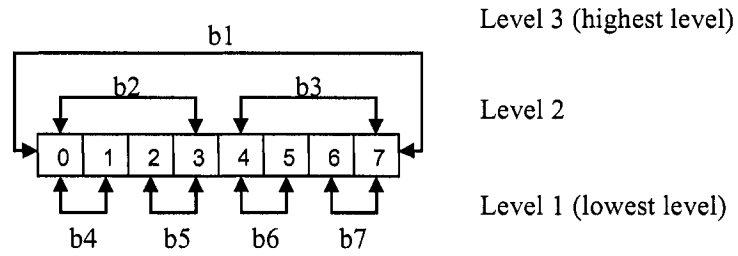 Level 3 (highest level)
b1
b2 b3
Level 2
0 1 2 3 4 5 6 7
Level 1 (lowest level)
b4 b5 b6 b7